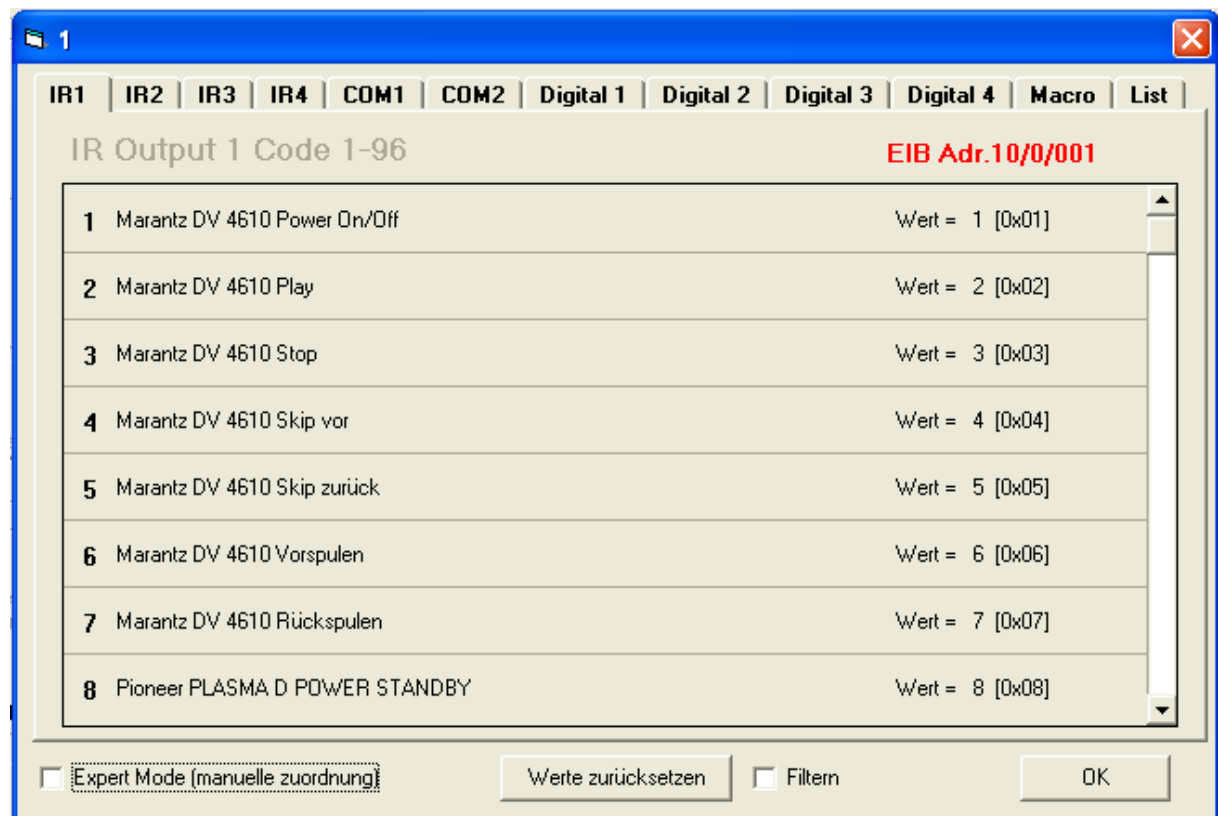 1
IR1 IR2 IR3 IR4 COM1 COM2 Digital 1 Digital 2 Digital 3 Digital 4 Macro List
IR Output 1 Code 1-96 EIB Adr.10/0/001
1 Marantz DV 4610 Power On/Off Wert = 1 [0x01]
2 Marantz DV 4610 Play Wert = 2 [0x02]
3 Marantz DV 4610 Stop Wert = 3 [0x03]
4 Marantz DV 4610 Skip vor Wert = 4 [0x04]
5 Marantz DV 4610 Skip zurück Wert = 5 [0x05]
6 Marantz DV 4610 Vorspulen Wert = 6 [0x06]
7 Marantz DV 4610 Rückspulen Wert = 7 [0x07]
8 Pioneer PLASMA D POWER STANDBY Wert = 8 [0x08]
Expert Mode (manuelle zuordnung) Werte zurücksetzen Filtern OK